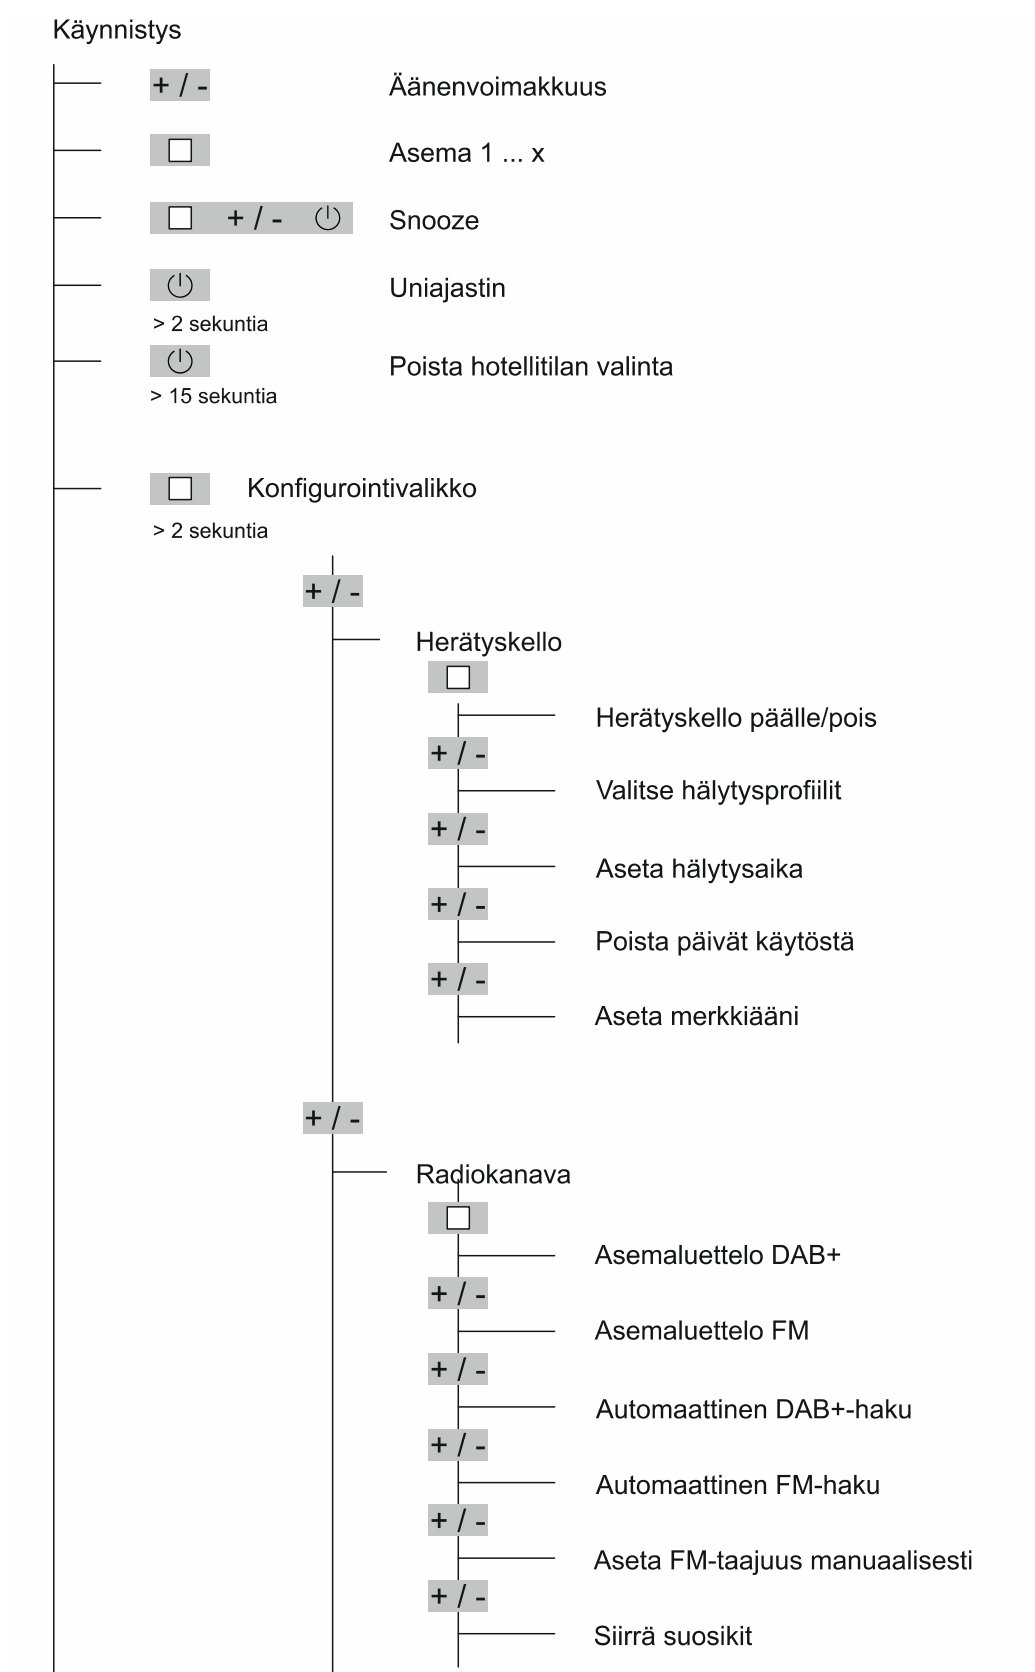 Käynnistys
+ / - Äänenvoimakkuus
Asema 1 ... x
+ / - Snooze
Uniajastin
> 2 sekuntia
Poista hotellitilan valinta
> 15 sekuntia
Konfigurointivalikko
> 2 sekuntia
+ / -
Herätyskello
Herätyskello päälle/pois
+ / -
Valitse hälytysprofiilit
+ / -
Aseta hälytysaika
+ / -
Poista päivät käytöstä
+ / -
Aseta merkkiääni
+ / -
Radiokanava
Asemaluettelo DAB+
+ / -
Asemaluettelo FM
+ / -
Automaattinen DAB+-haku
+ / -
Automaattinen FM-haku
+ / -
Aseta FM-taajuus manuaalisesti
+ / -
Siirrä suosikit